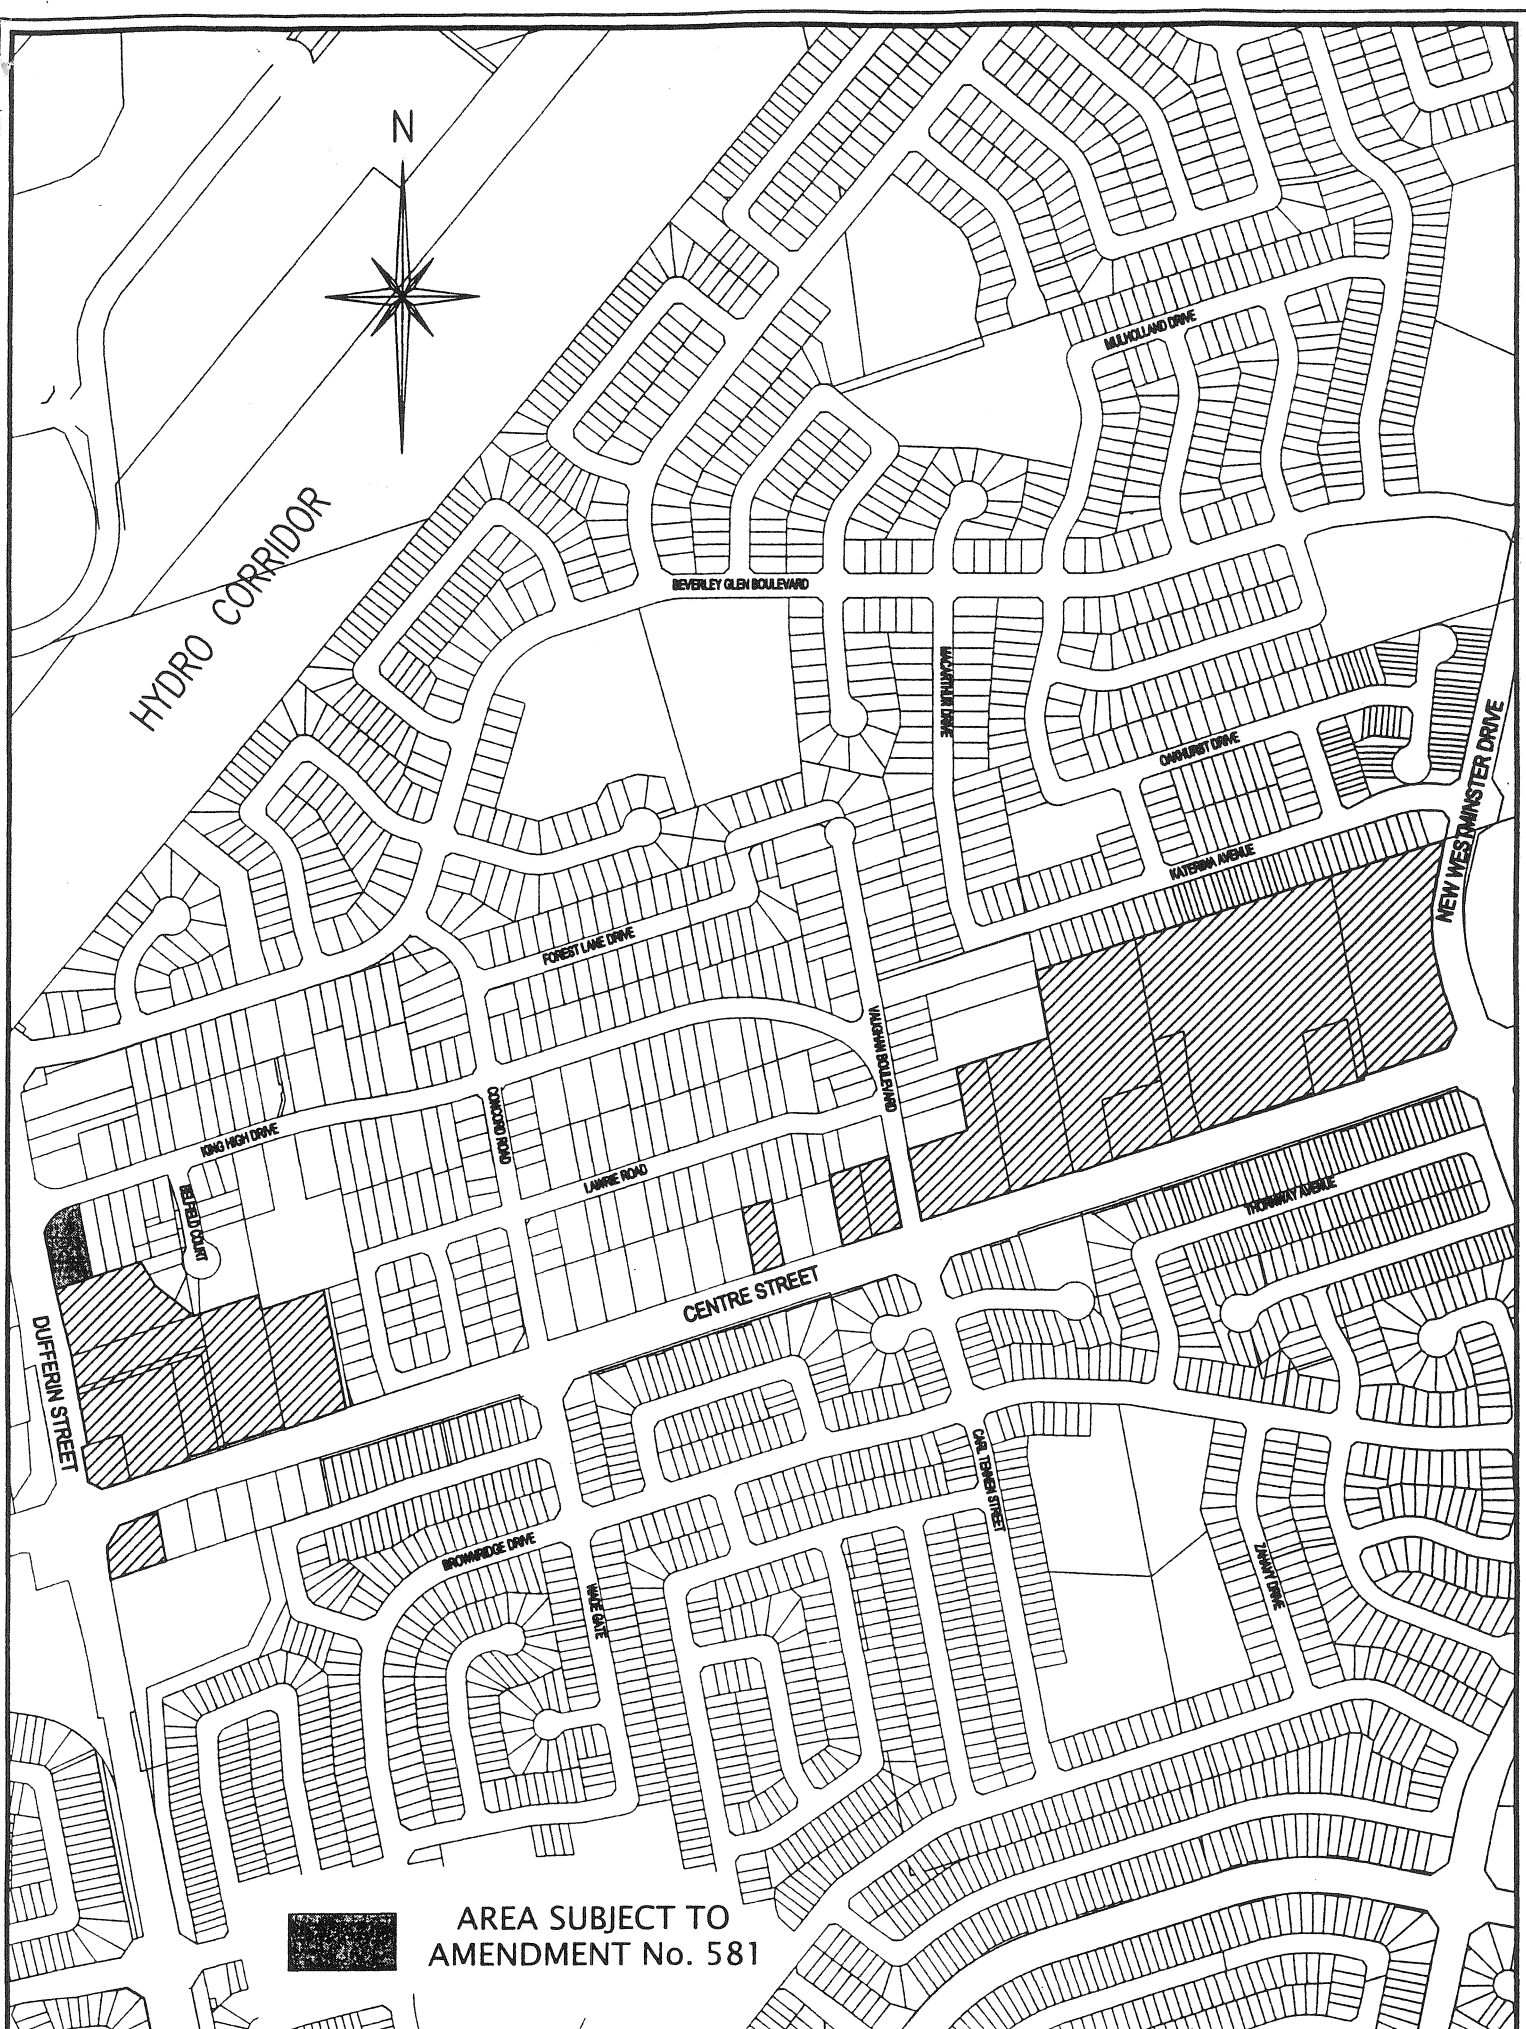 N
HYDRO CORRIDOR
MULHOLLAND DRIVE
BEVERLEY GLEN BOULEVARD
MACARTHUR DRIVE
OAKHURST DRIVE
NEW WESTMINSTER DRIVE
KATERINA AVENUE
FOREST LANE DRIVE
VAUGHAN BOULEVARD
CONCORD ROAD
KING HIGH DRIVE
LAWRIE ROAD
BELFIELD COURT
THORNWAY AVENUE
CENTRE STREET
DUFFERIN STREET
CARL TENNEN STREET
BROWNRIDGE DRIVE
WADE GATE
ZAHAVY DRIVE
AREA SUBJECT TO
AMENDMENT No. 581